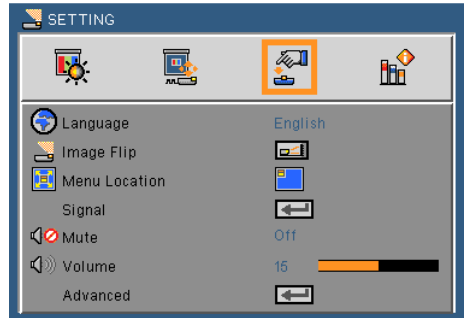 SETTING
Language English
Image Flip
Menu Location
Signal
Mute Off
Volume 15
Advanced